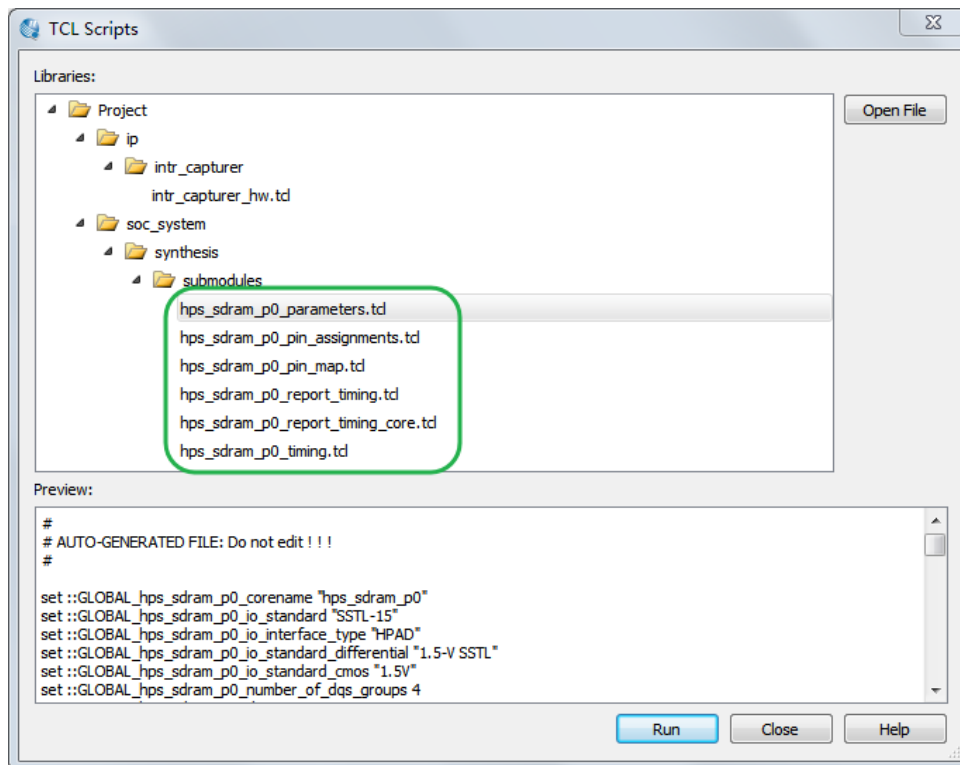 TCL Scripts
Libraries:
Project
Open File
ip
intr_capturer
intr_capturer_hw.tcl
soc_system
synthesis
submodules
hps_sdram_p0_parameters.tcl
hps_sdram_p0_pin_assignments.tcl
hps_sdram_p0_pin_map.tcl
hps_sdram_p0_report_timing.tcl
hps_sdram_p0_report_timing_core.tcl
hps_sdram_p0_timing.tcl
Preview:
#
# AUTO-GENERATED FILE: Do not edit ! ! !
#
set ::GLOBAL_hps_sdram_p0_corename "hps_sdram_p0"
set ::GLOBAL_hps_sdram_p0_io_standard "SSTL-15"
set ::GLOBAL_hps_sdram_p0_io_interface_type "HPAD"
set ::GLOBAL_hps_sdram_p0_io_standard_differential "1.5-V SSTL"
set ::GLOBAL_hps_sdram_p0_io_standard_cmos "1.5V"
set ::GLOBAL_hps_sdram_p0_number_of_dqs_groups 4
Run
Close
Help